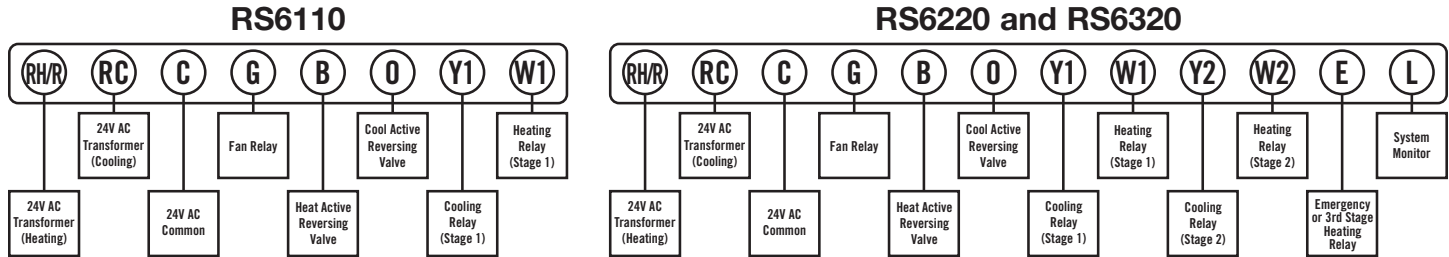 RS6110
RH/R RC C G B O Y1 W1
24V AC
Transformer
(Cooling)
Fan Relay
Cool Active
Reversing
Valve
Heating
Relay
(Stage 1)
24V AC
Transformer
(Heating)
24V AC
Common
Heat Active
Reversing
Valve
Cooling
Relay
(Stage 1)
RS6220 and RS6320
RH/R RC C G B O Y1 W1 Y2 W2 E L
24V AC
Transformer
(Cooling)
Fan Relay
Cool Active
Reversing
Valve
Heating
Relay
(Stage 1)
Heating
Relay
(Stage 2)
System
Monitor
24V AC
Transformer
(Heating)
24V AC
Common
Heat Active
Reversing
Valve
Cooling
Relay
(Stage 1)
Cooling
Relay
(Stage 2)
Emergency
or 3rd Stage
Heating
Relay